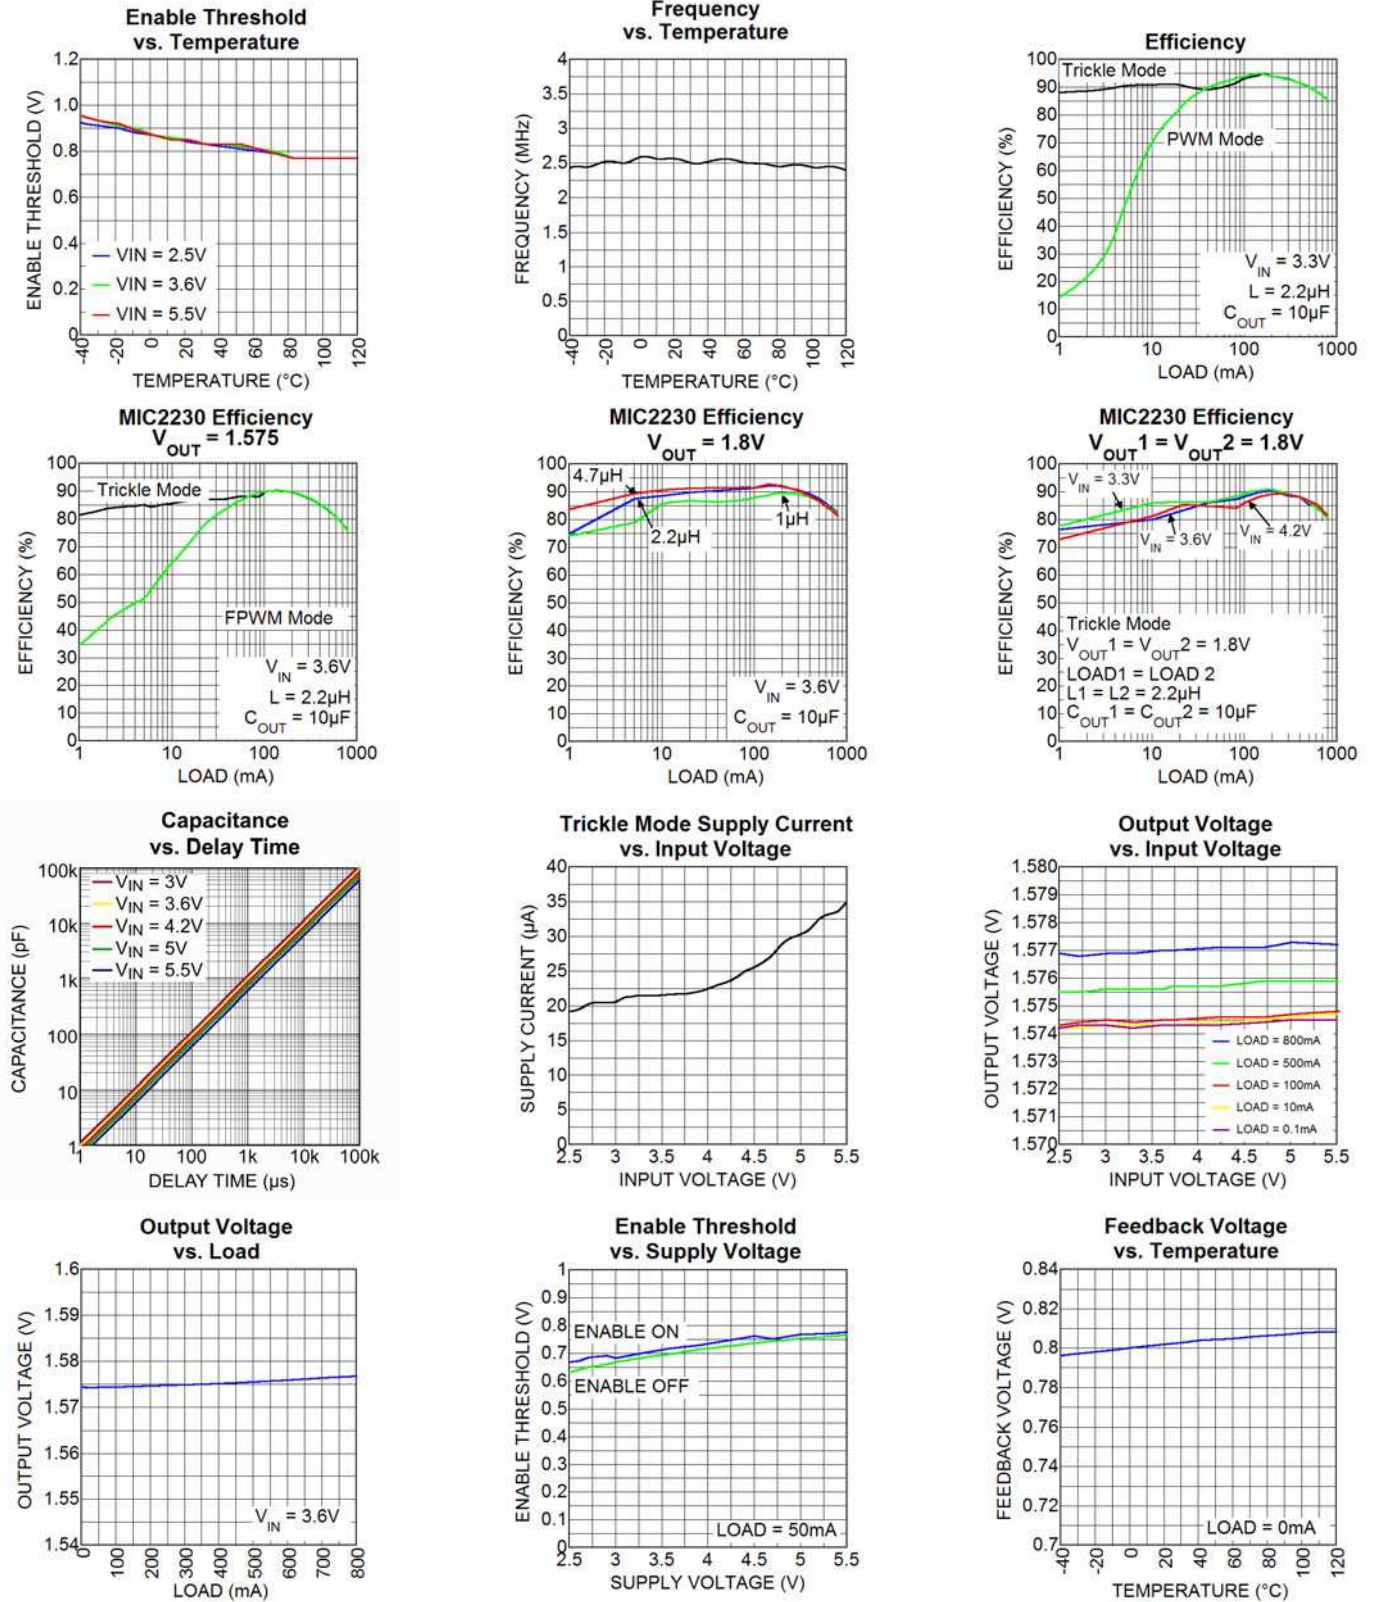 Enable Threshold
vs. Temperature
ENABLE THRESHOLD (V)
1.2
1.0
0.8
0.6
0.4
0.2
0
VIN = 2.5V
VIN = 3.6V
VIN = 5.5V
-40
-20
0
20
40
60
80
100
120
TEMPERATURE (°C)
Frequency
vs. Temperature
FREQUENCY (MHz)
4
3.5
3
2.5
2
1.5
1
0.5
0
-40
-20
0
20
40
60
80
100
120
TEMPERATURE (°C)
Efficiency
EFFICIENCY (%)
100
90
80
70
60
50
40
30
20
10
0
Trickle Mode
PWM Mode
VIN = 3.3V
L = 2.2µH
COUT = 10µF
1
10
100
1000
LOAD (mA)
MIC2230 Efficiency
VOUT = 1.575
EFFICIENCY (%)
100
90
80
70
60
50
40
30
20
10
0
Trickle Mode
FPWM Mode
VIN = 3.6V
L = 2.2µH
COUT = 10µF
1
10
100
1000
LOAD (mA)
MIC2230 Efficiency
VOUT = 1.8V
EFFICIENCY (%)
100
90
80
70
60
50
40
30
20
10
0
4.7µH
2.2µH
1µH
VIN = 3.6V
COUT = 10µF
1
10
100
1000
LOAD (mA)
MIC2230 Efficiency
VOUT1 = VOUT2 = 1.8V
EFFICIENCY (%)
100
90
80
70
60
50
40
30
20
10
0
VIN = 3.3V
VIN = 3.6V
VIN = 4.2V
Trickle Mode
VOUT1 = VOUT2 = 1.8V
LOAD1 = LOAD 2
L1 = L2 = 2.2µH
COUT1 = COUT2 = 10µF
1
10
100
1000
LOAD (mA)
Capacitance
vs. Delay Time
CAPACITANCE (pF)
100k
10k
1k
100
10
1
VIN = 3V
VIN = 3.6V
VIN = 4.2V
VIN = 5V
VIN = 5.5V
1
10
100
1k
10k
100k
DELAY TIME (µs)
Trickle Mode Supply Current
vs. Input Voltage
SUPPLY CURRENT (µA)
40
35
30
25
20
15
10
5
0
2.5
3
3.5
4
4.5
5
5.5
INPUT VOLTAGE (V)
Output Voltage
vs. Input Voltage
OUTPUT VOLTAGE (V)
1.580
1.579
1.578
1.577
1.576
1.575
1.574
1.573
1.572
1.571
1.570
LOAD = 800mA
LOAD = 500mA
LOAD = 100mA
LOAD = 10mA
LOAD = 0.1mA
2.5
3
3.5
4
4.5
5
5.5
INPUT VOLTAGE (V)
Output Voltage
vs. Load
OUTPUT VOLTAGE (V)
1.6
1.59
1.58
1.57
1.56
1.55
1.54
VIN = 3.6V
0
100
200
300
400
500
600
700
800
LOAD (mA)
Enable Threshold
vs. Supply Voltage
ENABLE THRESHOLD (V)
1
0.9
0.8
0.7
0.6
0.5
0.4
0.3
0.2
0.1
0
ENABLE ON
ENABLE OFF
LOAD = 50mA
2.5
3
3.5
4
4.5
5
5.5
SUPPLY VOLTAGE (V)
Feedback Voltage
vs. Temperature
FEEDBACK VOLTAGE (V)
0.84
0.82
0.8
0.78
0.76
0.74
0.72
0.7
LOAD = 0mA
-40
-20
0
20
40
60
80
100
120
TEMPERATURE (°C)